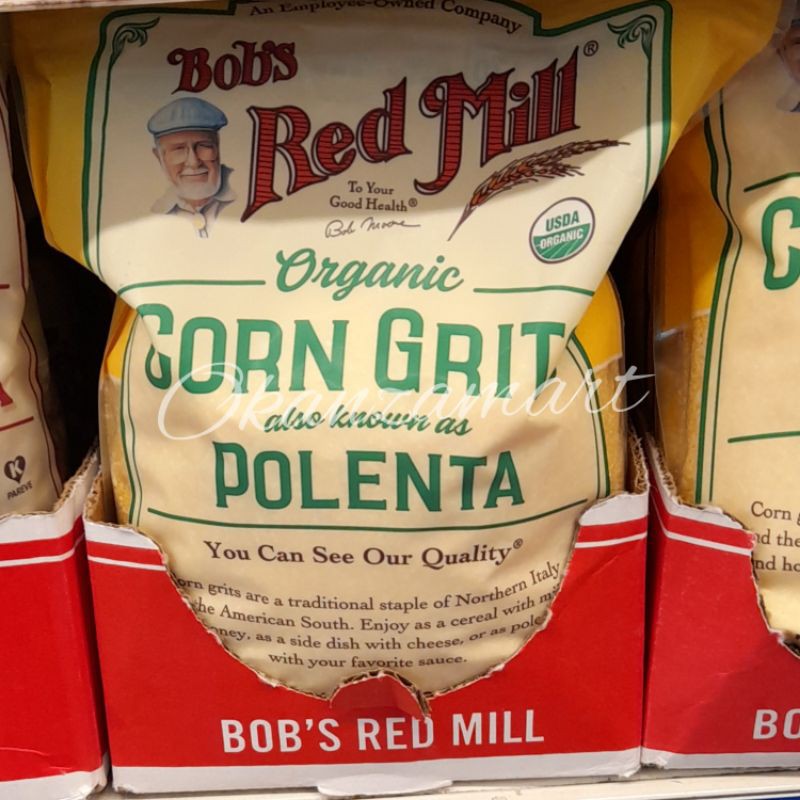 An Employee-Owned Company
Bob's
Red Mill®
To Your
Good Health®
Bob Moore
USDA
ORGANIC
Organic
CORN GRIT
also known as
POLENTA
Okanzamart
You Can See Our Quality®
orn grits are a traditional staple of Northern Italy
he American South. Enjoy as a cereal with
ney, as a side dish with cheese, or as pole
with your favorite sauce.
BOB'S RED MILL
K
PAREVE
A
C
Corn
nd the
nd ho
BO